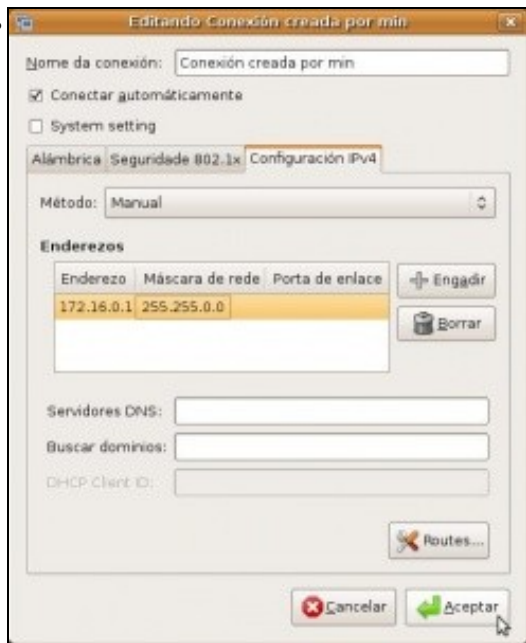 Editando Conexión creada por min
Nome da conexión: Conexión creada por min
Conectar automáticamente
System setting
Alámbrica Seguridade 802.1x Configuración IPv4
Método: Manual
Enderezos
Enderezo Máscara de rede Porta de enlace
172.16.0.1 255.255.0.0
Engadir
Borrar
Servidores DNS:
Buscar dominios:
DHCP Client ID:
Routes...
Cancelar Aceptar